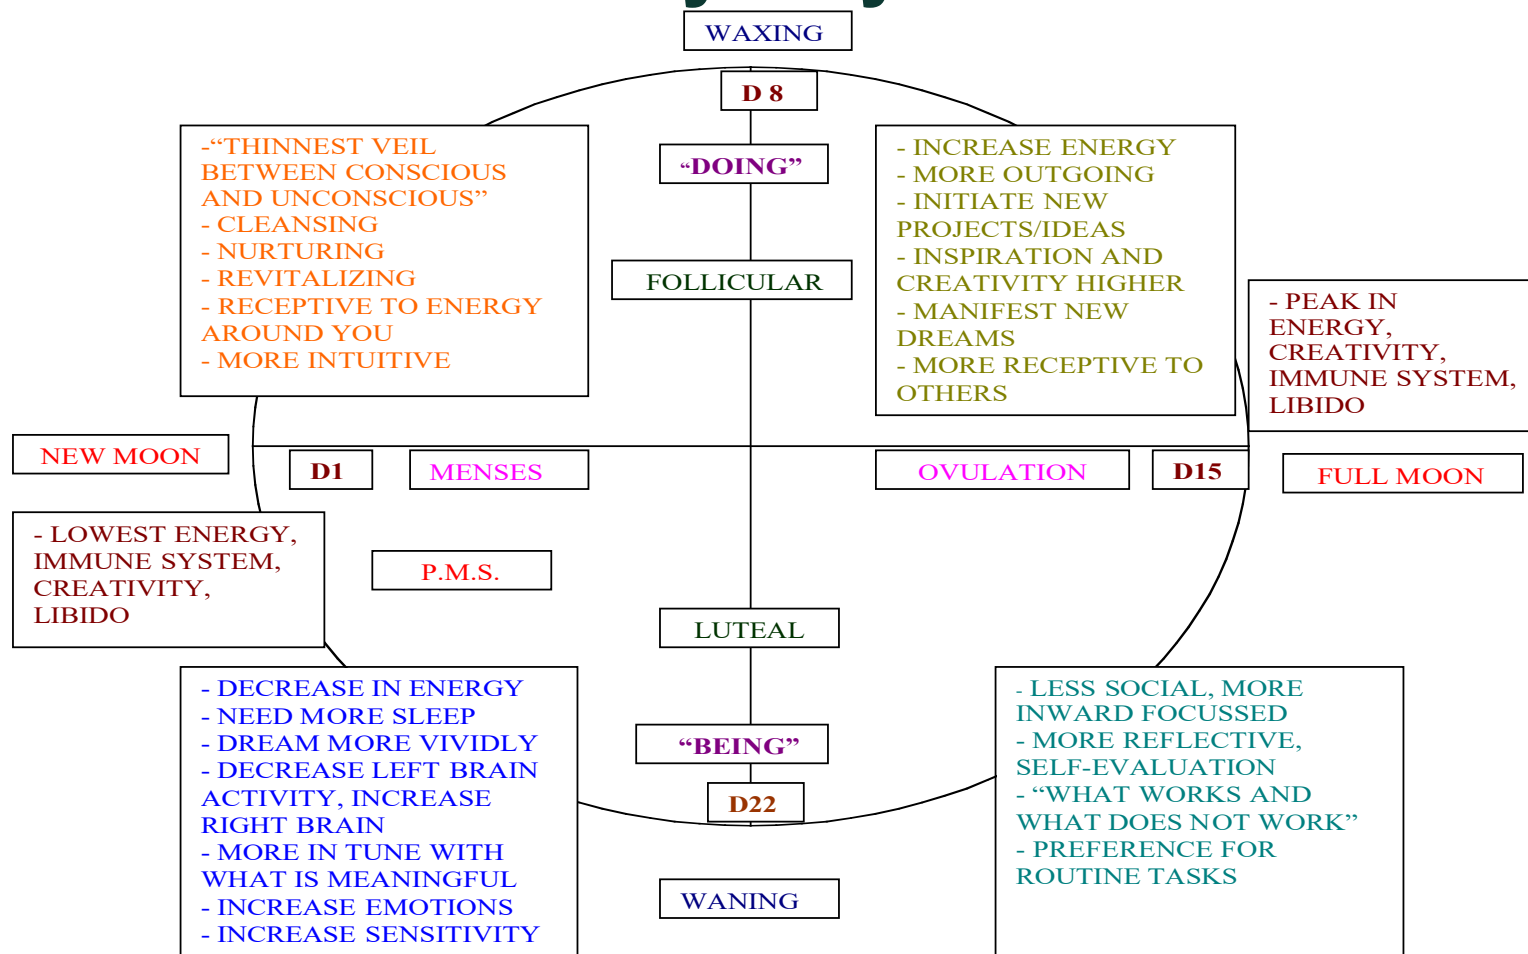 WAXING
D 8
-“THINNEST VEIL
BETWEEN CONSCIOUS
AND UNCONSCIOUS”
- CLEANSING
- NURTURING
- REVITALIZING
- RECEPTIVE TO ENERGY
AROUND YOU
- MORE INTUITIVE
“DOING”
FOLLICULAR
- INCREASE ENERGY
- MORE OUTGOING
- INITIATE NEW
PROJECTS/IDEAS
- INSPIRATION AND
CREATIVITY HIGHER
- MANIFEST NEW
DREAMS
- MORE RECEPTIVE TO
OTHERS
- PEAK IN
ENERGY,
CREATIVITY,
IMMUNE SYSTEM,
LIBIDO
NEW MOON
D1
MENSES
OVULATION
D15
FULL MOON
- LOWEST ENERGY,
IMMUNE SYSTEM,
CREATIVITY,
LIBIDO
P.M.S.
LUTEAL
- DECREASE IN ENERGY
- NEED MORE SLEEP
- DREAM MORE VIVIDLY
- DECREASE LEFT BRAIN
ACTIVITY, INCREASE
RIGHT BRAIN
- MORE IN TUNE WITH
WHAT IS MEANINGFUL
- INCREASE EMOTIONS
- INCREASE SENSITIVITY
“BEING”
D22
WANING
- LESS SOCIAL, MORE
INWARD FOCUSSED
- MORE REFLECTIVE,
SELF-EVALUATION
- “WHAT WORKS AND
WHAT DOES NOT WORK”
- PREFERENCE FOR
ROUTINE TASKS